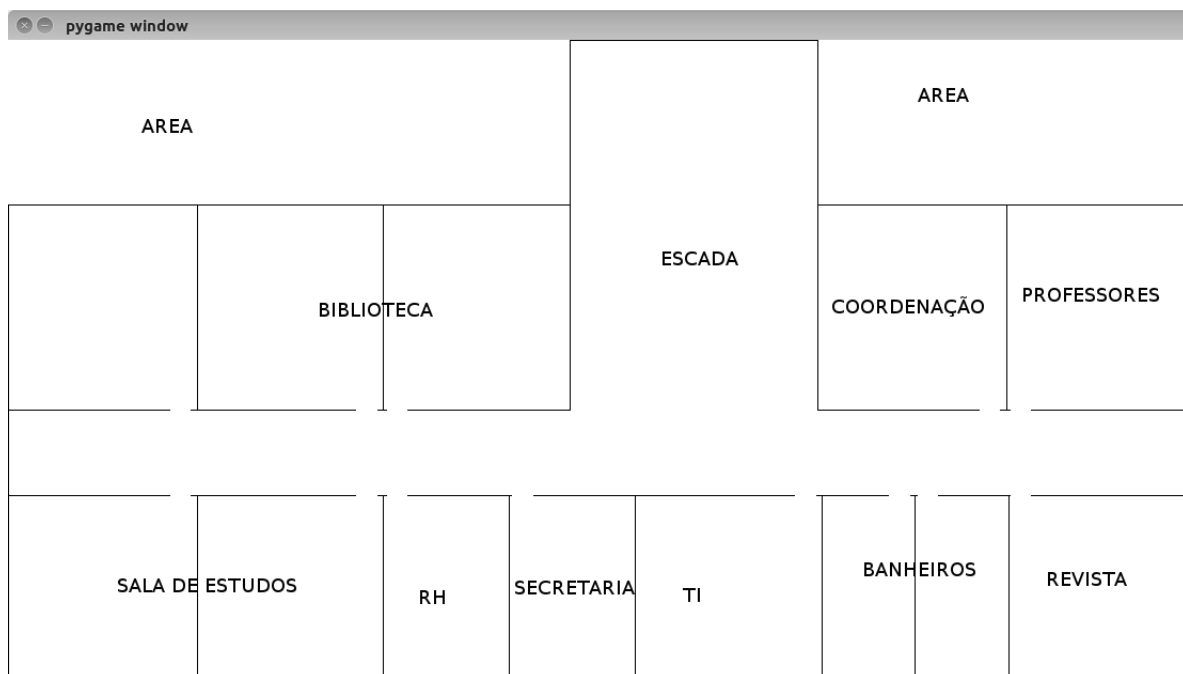 pygame window
AREA
AREA
ESCADA
BIBLIOTECA
COORDENAÇÃO
PROFESSORES
SALA DE ESTUDOS
RH
SECRETARIA
TI
BANHEIROS
REVISTA